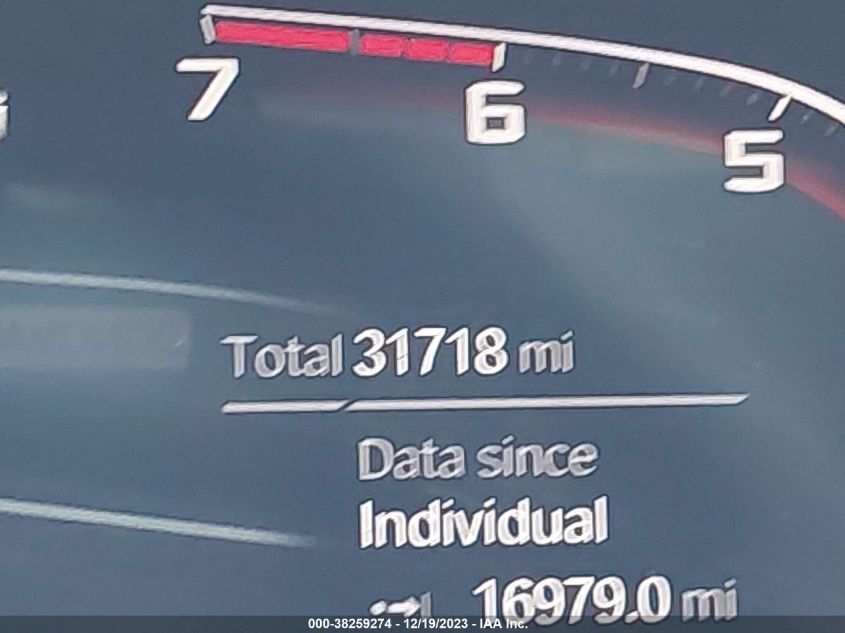 7
6
5
Total 31718 mi
Data since
Individual
16979.0 mi
000-38259274 - 12/19/2023 - IAA Inc.